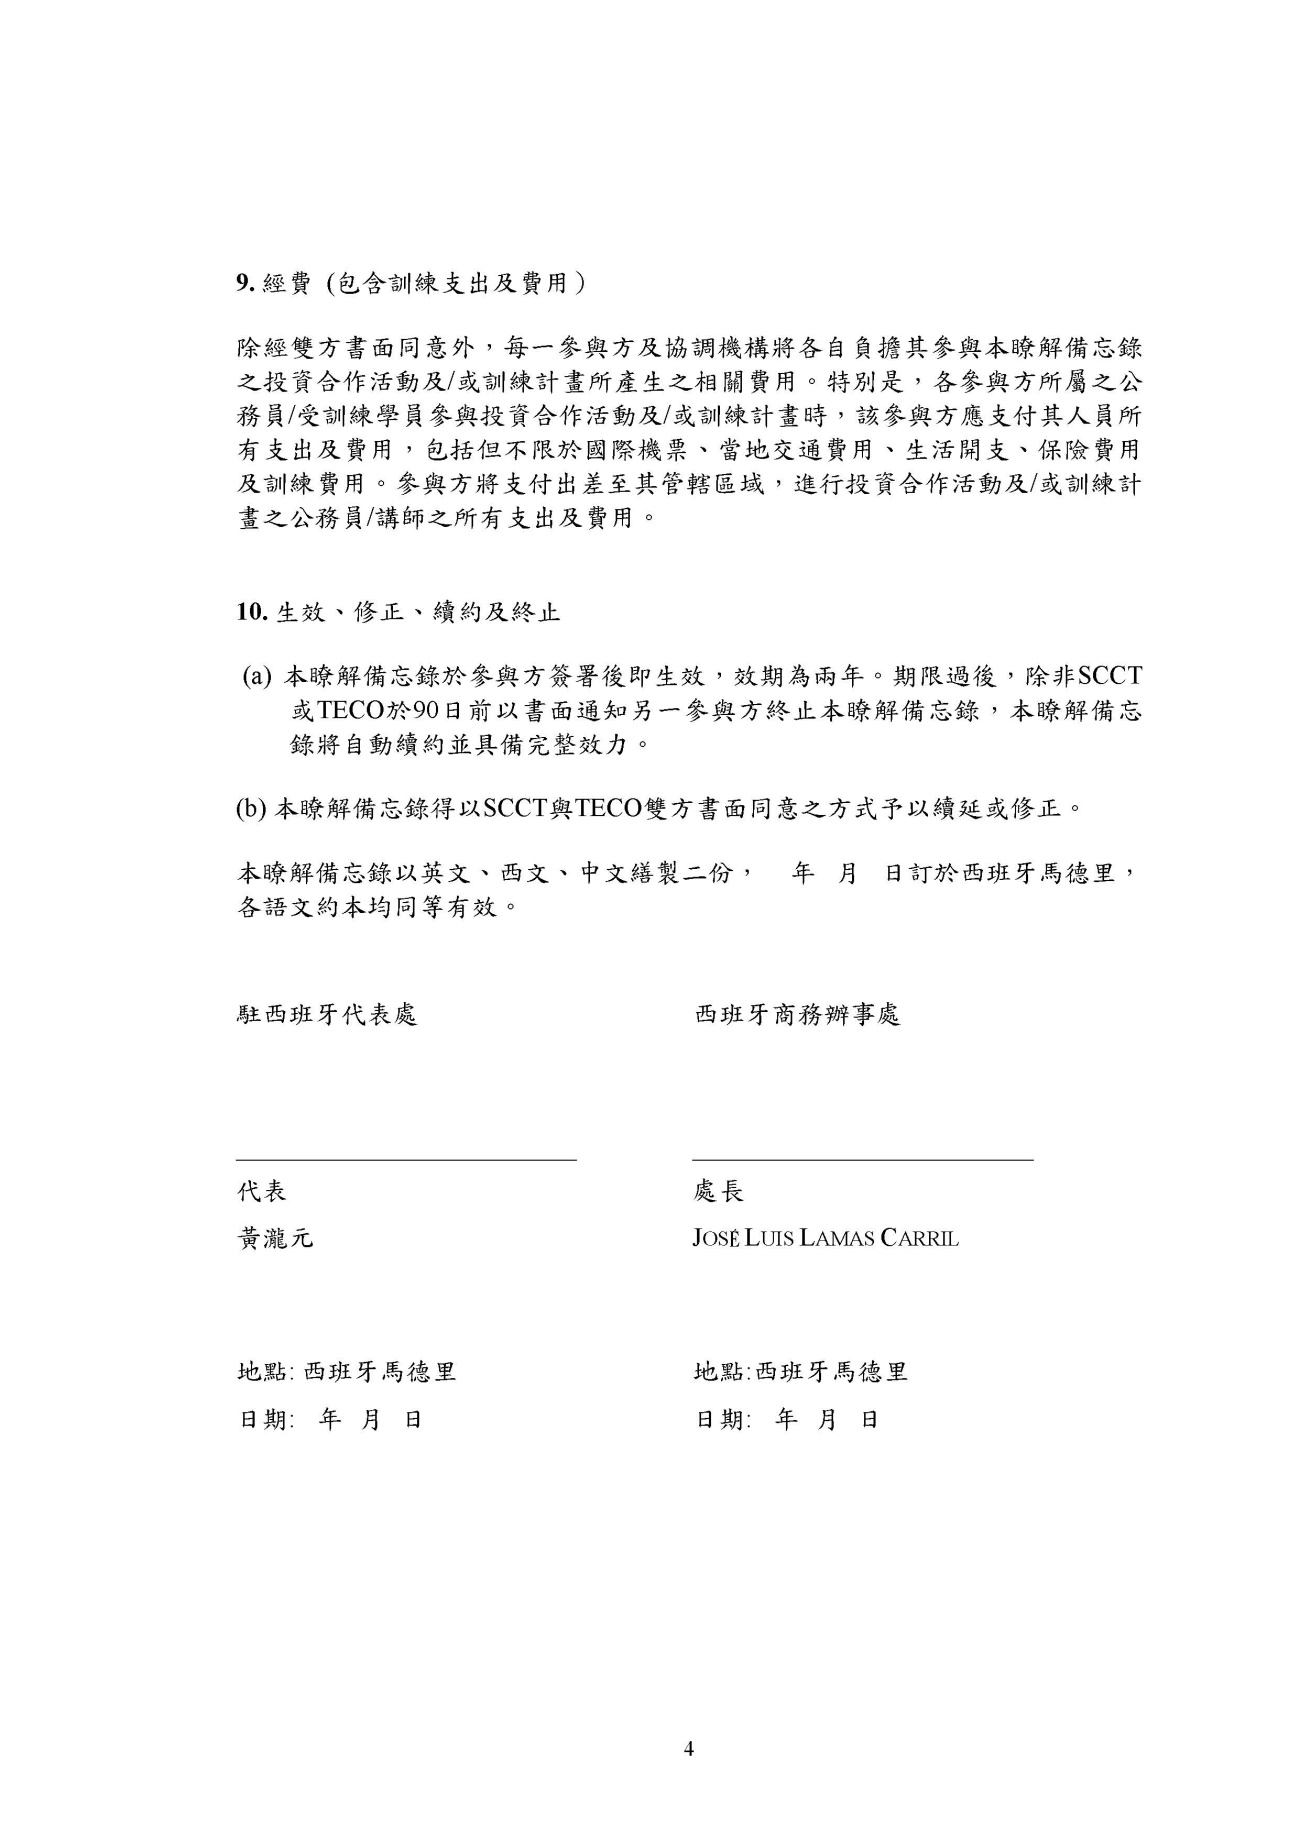 9. 經費 (包含訓練支出及費用)
除經雙方書面同意外，每一參與方及協調機構將各自負擔其參與本瞭解備忘錄
之投資合作活動及/或訓練計畫所產生之相關費用。特別是，各參與方所屬之公
務員/受訓練學員參與投資合作活動及/或訓練計畫時，該參與方應支付其人員所
有支出及費用，包括但不限於國際機票、當地交通費用、生活開支、保險費用
及訓練費用。參與方將支付出差至其管轄區域，進行投資合作活動及/或訓練計
畫之公務員/講師之所有支出及費用。
10. 生效、修正、續約及終止
(a) 本瞭解備忘錄於參與方簽署後即生效，效期為兩年。期限過後，除非SCCT
或TECO於90日前以書面通知另一參與方終止本瞭解備忘錄，本瞭解備忘
錄將自動續約並具備完整效力。
(b) 本瞭解備忘錄得以SCCT與TECO雙方書面同意之方式予以續延或修正。
本瞭解備忘錄以英文、西文、中文繕製二份， 年 月 日訂於西班牙馬德里，
各語文約本均同等有效。
駐西班牙代表處 西班牙商務辦事處
代表 處長
黃瀧元 JOSÉ LUIS LAMAS CARRIL
地點: 西班牙馬德里 地點:西班牙馬德里
日期: 年 月 日 日期: 年 月 日
4